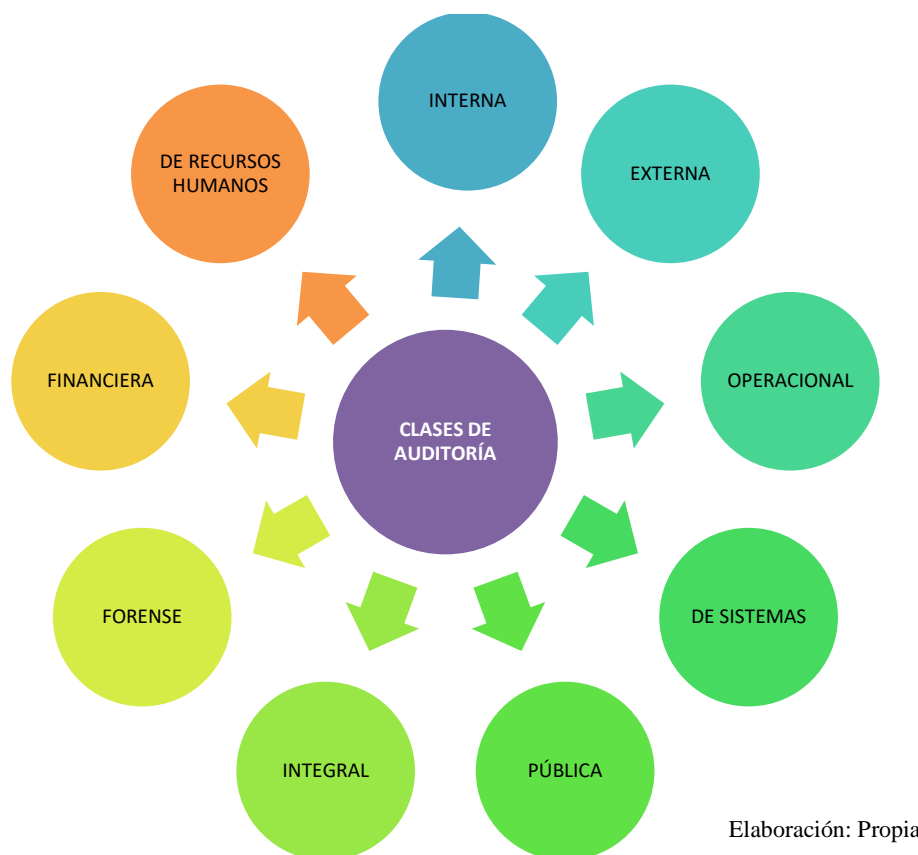 INTERNA
EXTERNA
OPERACIONAL
DE SISTEMAS
PÚBLICA
INTEGRAL
FORENSE
FINANCIERA
DE RECURSOS
HUMANOS
CLASES DE
AUDITORÍA
Elaboración: Propia